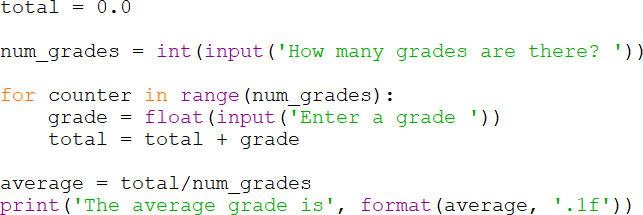 total = 0.0
num_grades = int(input('How many grades are there? '))
for counter in range(num_grades):
    grade = float(input('Enter a grade '))
    total = total + grade
average = total/num_grades
print('The average grade is', format(average, '.1f'))